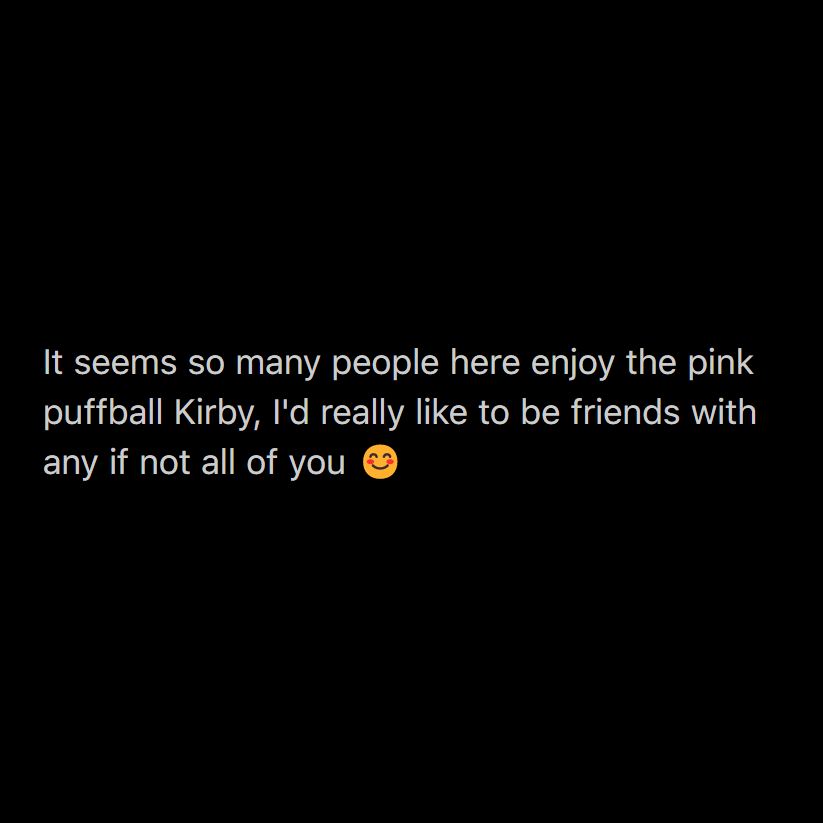 It seems so many people here enjoy the pink
puffball Kirby, I'd really like to be friends with
any if not all of you 😊